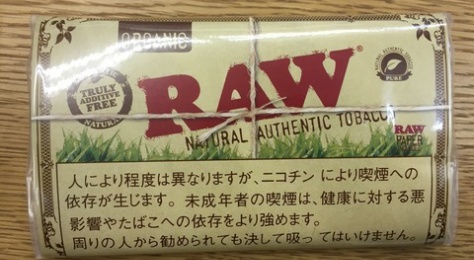 ORGANIC
RAW®
TRULY
ADDITIVE
FREE
NATURAL
PURE
NATURAL AUTHENTIC TOBACCO
RAW
PAPER
人により程度は異なりますが、ニコチンにより喫煙への
依存が生じます。未成年者の喫煙は、健康に対する悪
影響やたばこへの依存をより強めます。
周りの人から勧められても決して吸ってはいけません。